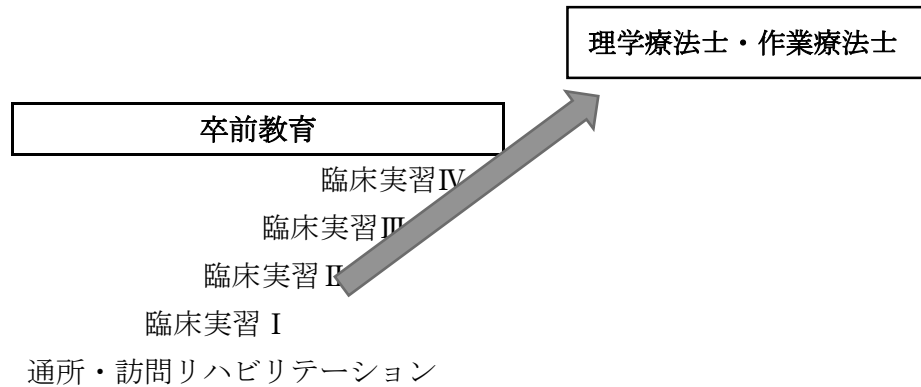 理学療法士・作業療法士
卒前教育
臨床実習Ⅳ
臨床実習Ⅲ
臨床実習Ⅱ
臨床実習Ⅰ
通所・訪問リハビリテーション